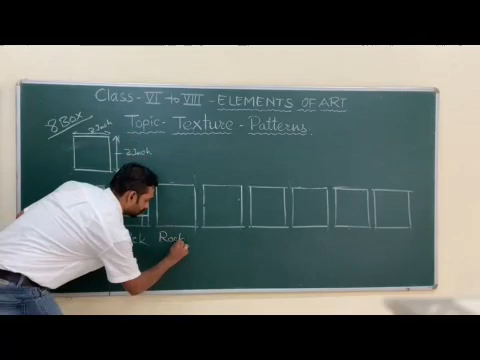 Class - VI to VIII - ELEMENTS OF ART
Topic - Texture - Patterns.
8 Box
2 Inch
2 Inch
Rock